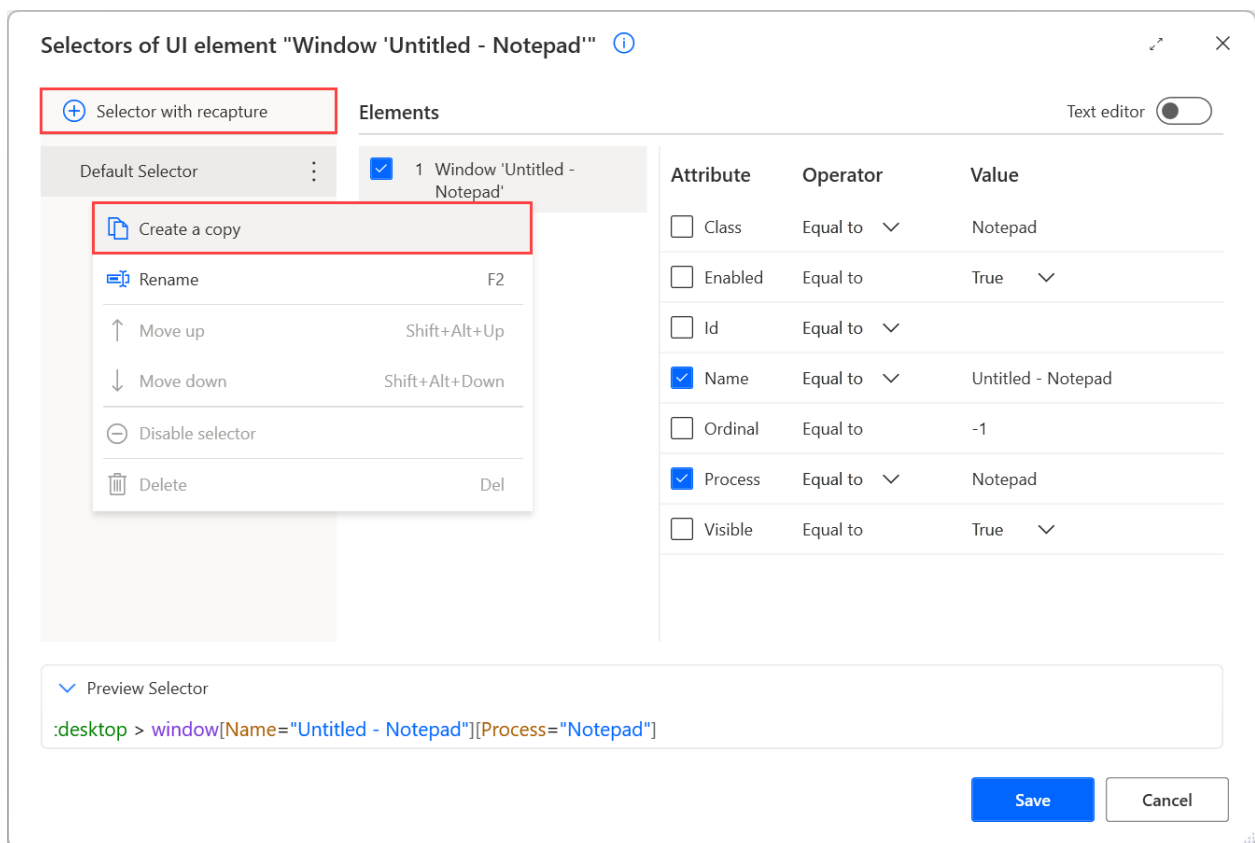 Selectors of UI element "Window 'Untitled - Notepad'"
Selector with recapture
Elements
Text editor
Default Selector
1 Window 'Untitled -
Notepad'
Create a copy
Rename F2
Move up Shift+Alt+Up
Move down Shift+Alt+Down
Disable selector
Delete Del
Attribute Operator Value
Class Equal to Notepad
Enabled Equal to True
Id Equal to
Name Equal to Untitled - Notepad
Ordinal Equal to -1
Process Equal to Notepad
Visible Equal to True
Preview Selector
:desktop > window[Name="Untitled - Notepad"][Process="Notepad"]
Save Cancel